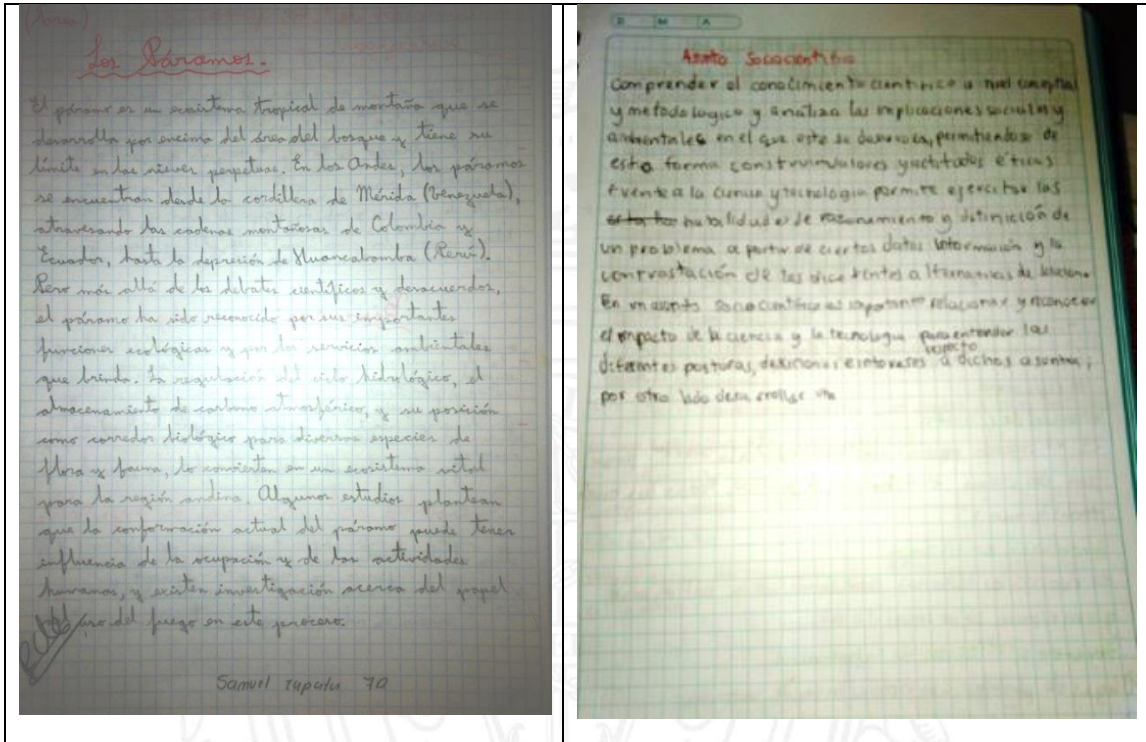 Los Páramos.
El páramo es un ecosistema tropical de montaña que se
desarrolla por encima del área del bosque y tiene su
límite en las nieves perpetuas. En los Andes, los páramos
se encuentran desde la cordillera de Mérida (Venezuela),
atravesando las cadenas montañosas de Colombia y
Ecuador, hasta la depresión de Huancabamba (Perú).
Pero más allá de los debates científicos y desacuerdos,
el páramo ha sido reconocido por sus importantes
funciones ecológicas y por los servicios ambientales
que brinda. La regulación del ciclo hidrológico, el
almacenamiento de carbono atmosférico, y su posición
como corredor biológico para diversas especies de
flora y fauna, lo convierten en un ecosistema vital
para la región andina. Algunos estudios plantean
que la conformación actual del páramo puede tener
influencia de la ocupación y de las actividades
humanas, y existen investigación acerca del papel
uso del fuego en este proceso.
Samuel 7a
D M A
Asunto Sociocientifico
Comprender el conocimiento cientifico a nivel conceptual
y metodologico y analiza las implicaciones sociales y
ambientales en el que este se desarrolla, permitiendose de
esta forma construir valores y actitudes éticas
frente a la ciencia y tecnologia permite ejercitar las
habilidades de razonamiento y definición de
un problema a partir de ciertos datos información y la
contrastación de las alternativas de
En un asunto sociocientifico es importante relacionar y reconocer
el impacto de la ciencia y la tecnologia para entender las
diferentes posturas, decisiones e intereses respecto a dichos asuntos,
por otro lado desarrollar una